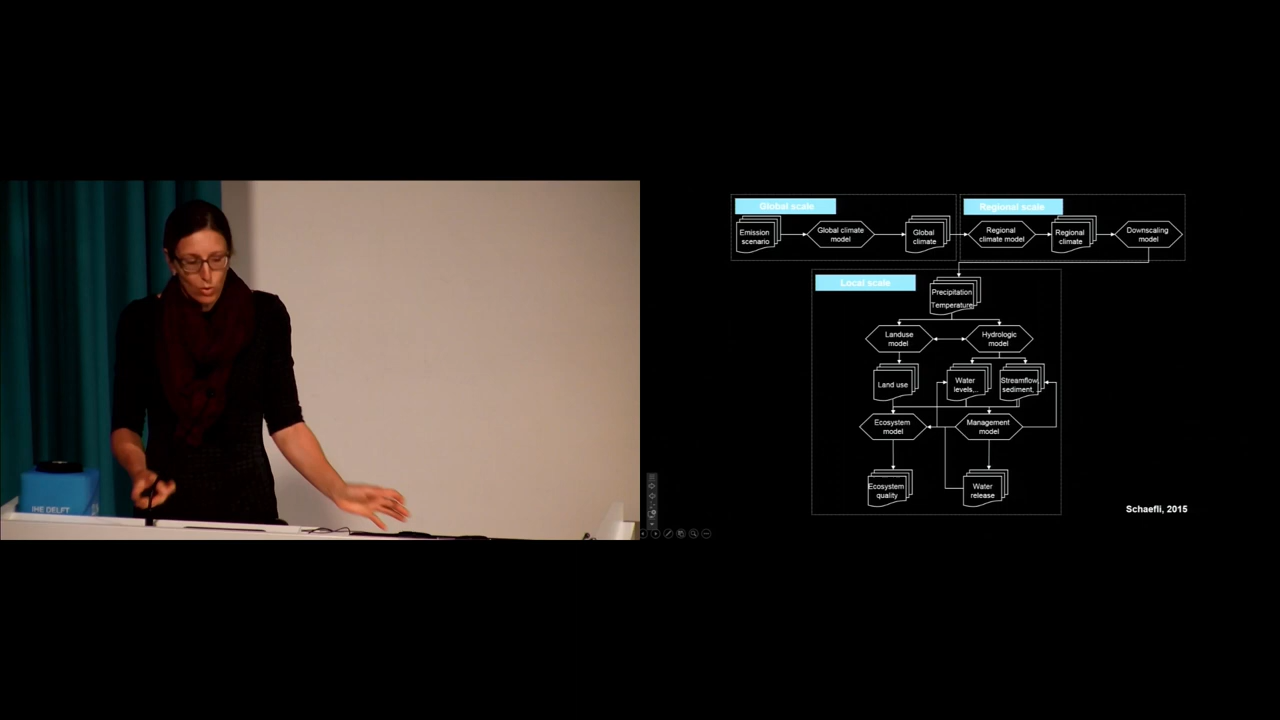 Global scale
Regional scale
Emission
scenario
Global climate
model
Global
climate
Regional
climate model
Regional
climate
Downscaling
model
Local scale
Precipitation
Temperature
Landuse
model
Hydrologic
model
Land use
Water
levels,..
Streamflow,
sediment,
Ecosystem
model
Management
model
Ecosystem
quality
Water
release
Schaefli, 2015
IHE DELFT